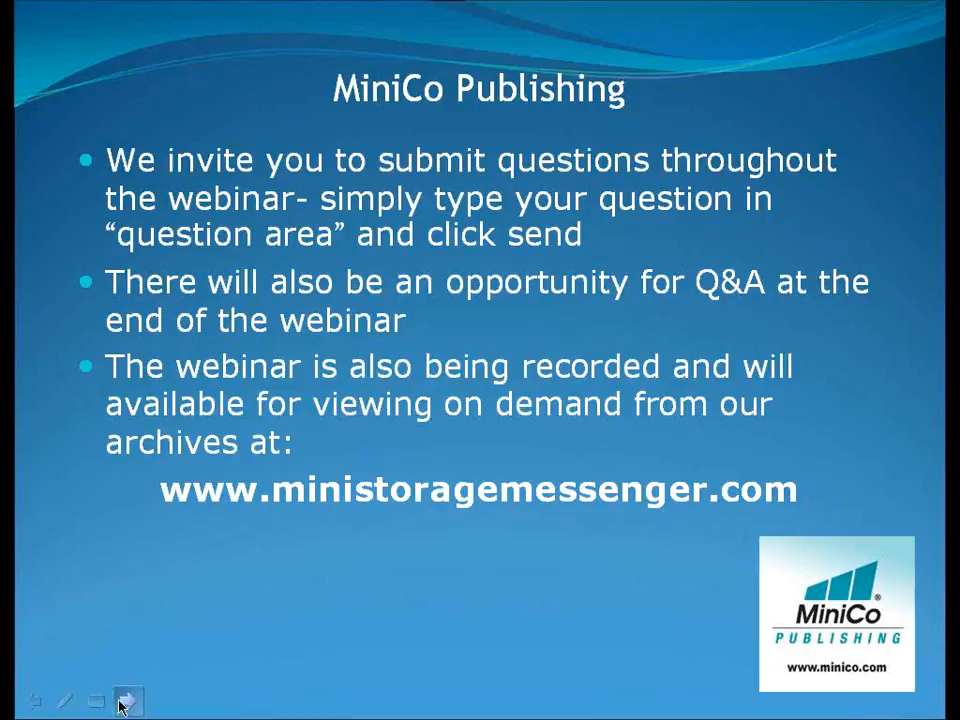 MiniCo Publishing
• We invite you to submit questions throughout
the webinar- simply type your question in
“question area” and click send
• There will also be an opportunity for Q&A at the
end of the webinar
• The webinar is also being recorded and will
available for viewing on demand from our
archives at:
www.ministoragemessenger.com
MiniCo®
PUBLISHING
www.minico.com